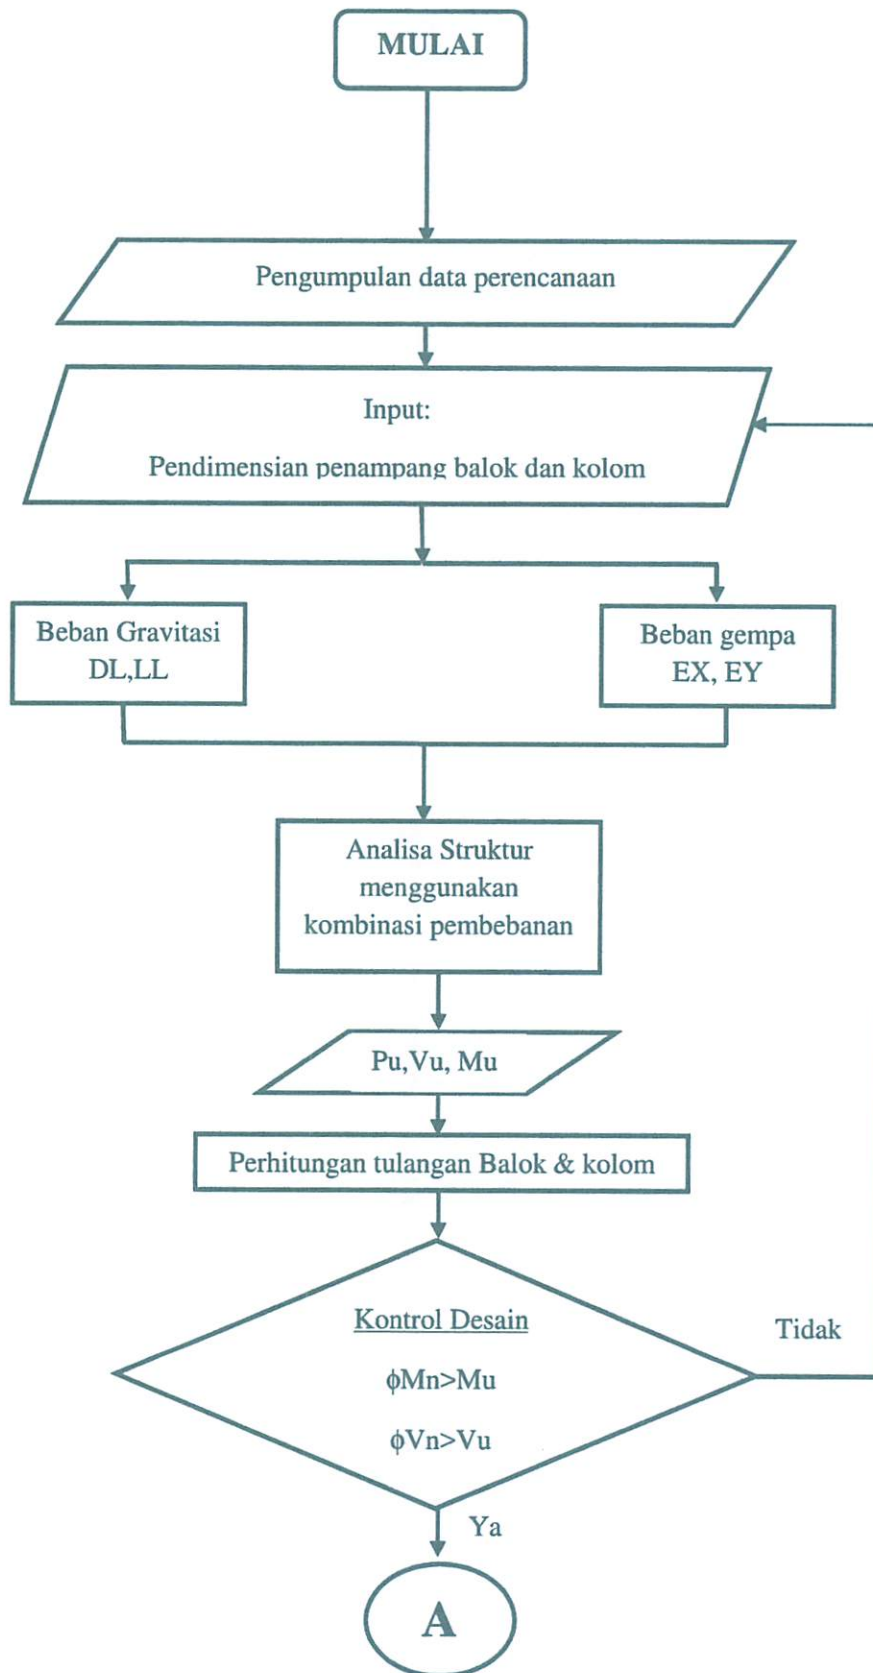 MULAI
Pengumpulan data perencanaan
Input:
Pendimensian penampang balok dan kolom
Beban Gravitasi
DL,LL
Beban gempa
EX, EY
Analisa Struktur
menggunakan
kombinasi pembebanan
Pu,Vu, Mu
Perhitungan tulangan Balok & kolom
Kontrol Desain
ϕMn>Mu
ϕVn>Vu
Tidak
Ya
A